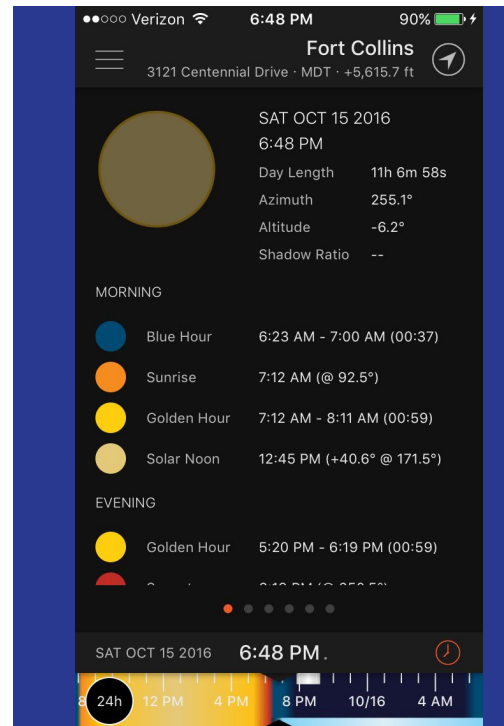 Verizon 6:48 PM 90%
Fort Collins
3121 Centennial Drive · MDT · +5,615.7 ft
SAT OCT 15 2016
6:48 PM
Day Length 11h 6m 58s
Azimuth 255.1°
Altitude -6.2°
Shadow Ratio --
MORNING
Blue Hour 6:23 AM - 7:00 AM (00:37)
Sunrise 7:12 AM (@ 92.5°)
Golden Hour 7:12 AM - 8:11 AM (00:59)
Solar Noon 12:45 PM (+40.6° @ 171.5°)
EVENING
Golden Hour 5:20 PM - 6:19 PM (00:59)
SAT OCT 15 2016 6:48 PM.
8 24h 12 PM 4 PM 8 PM 10/16 4 AM